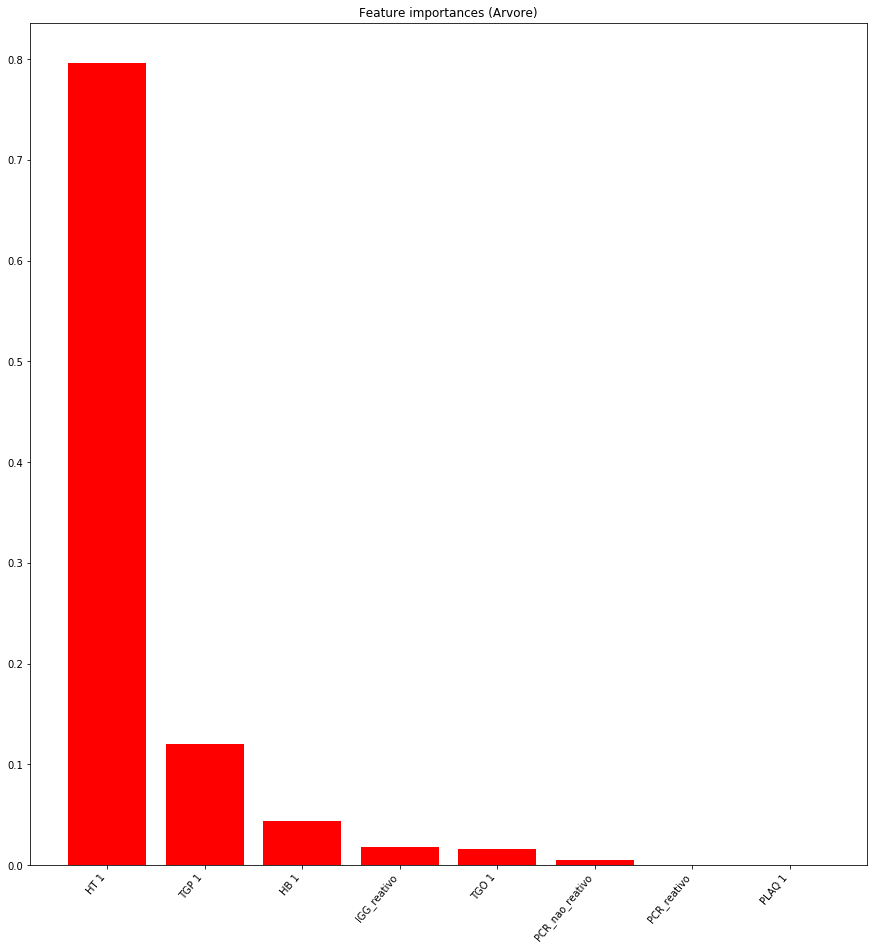 Feature importances (Arvore)
0.8
0.7
0.6
0.5
0.4
0.3
0.2
0.1
0.0
HT 1
TGP 1
HB 1
IGG_reativo
TGO 1
PCR_nao_reativo
PCR_reativo
PLAQ 1